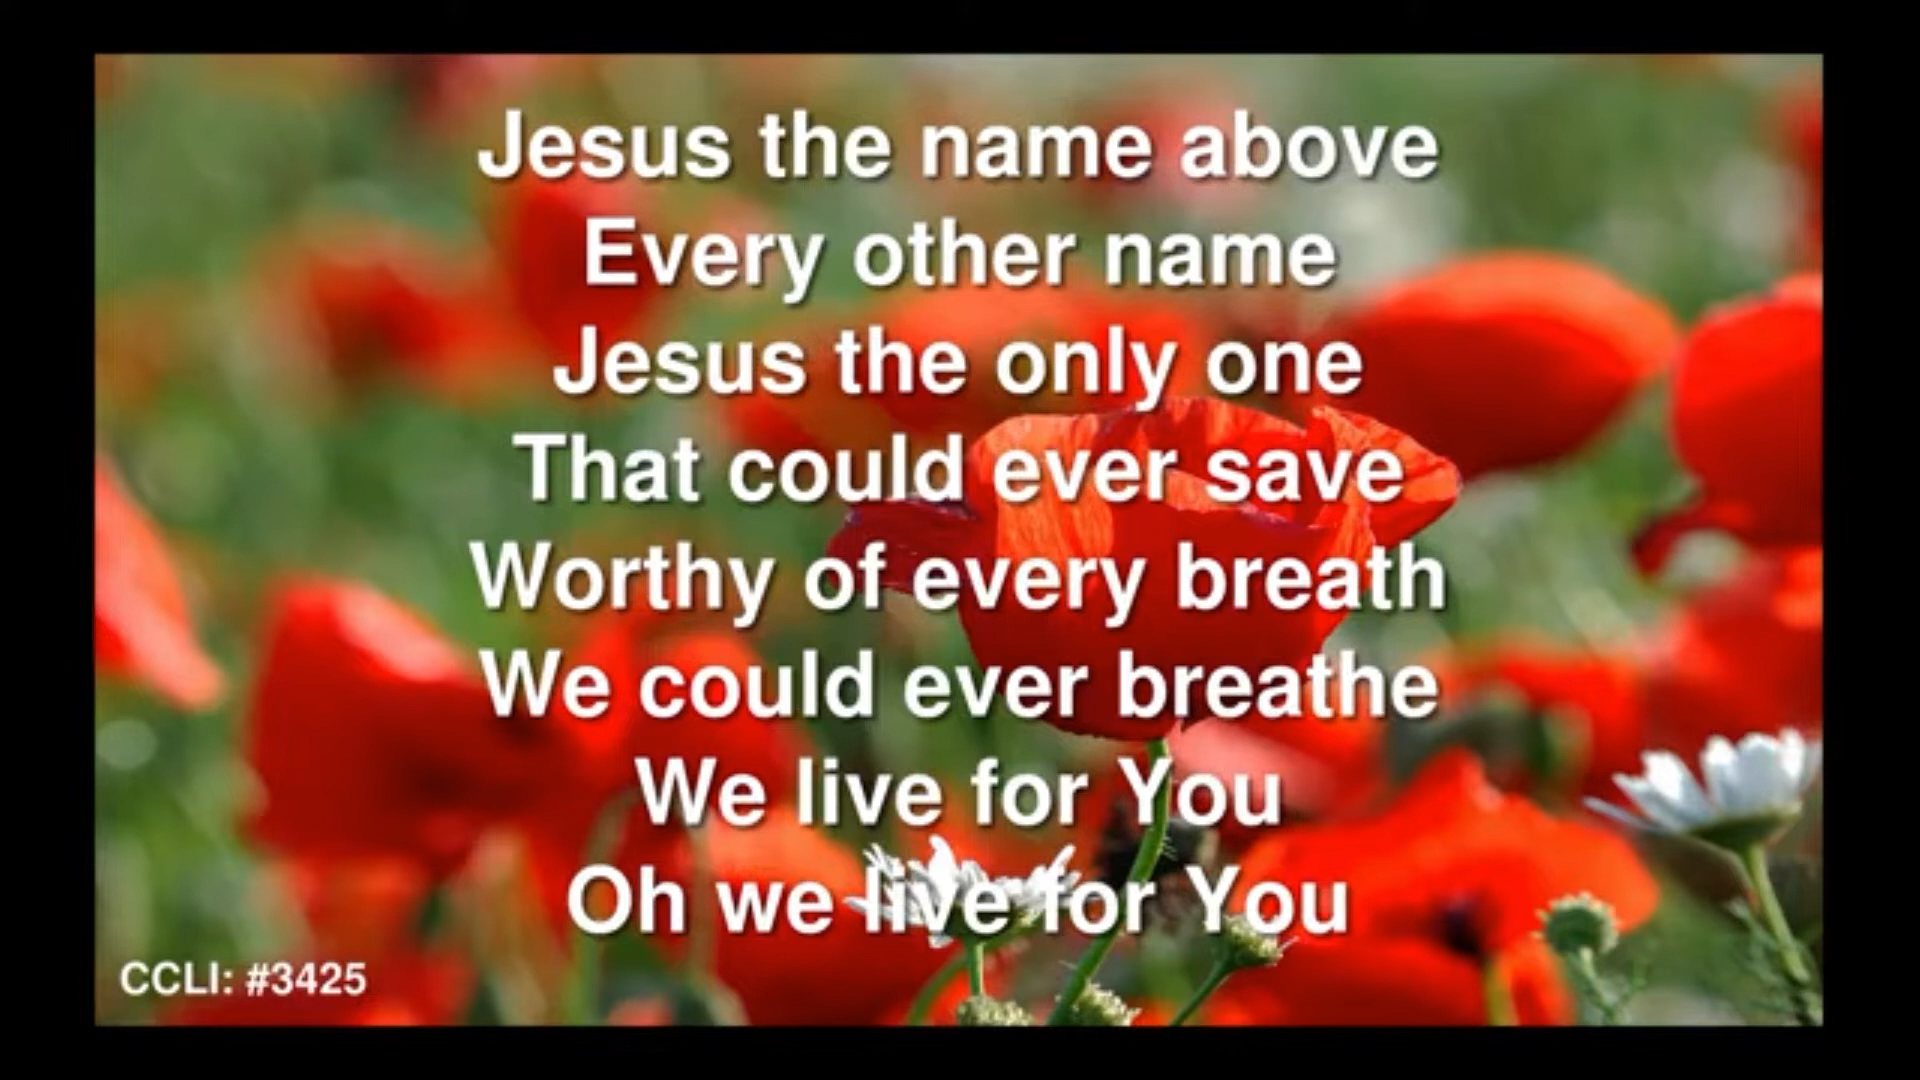 Jesus the name above
Every other name
Jesus the only one
That could ever save
Worthy of every breath
We could ever breathe
We live for You
Oh we live for You
CCLI: #3425